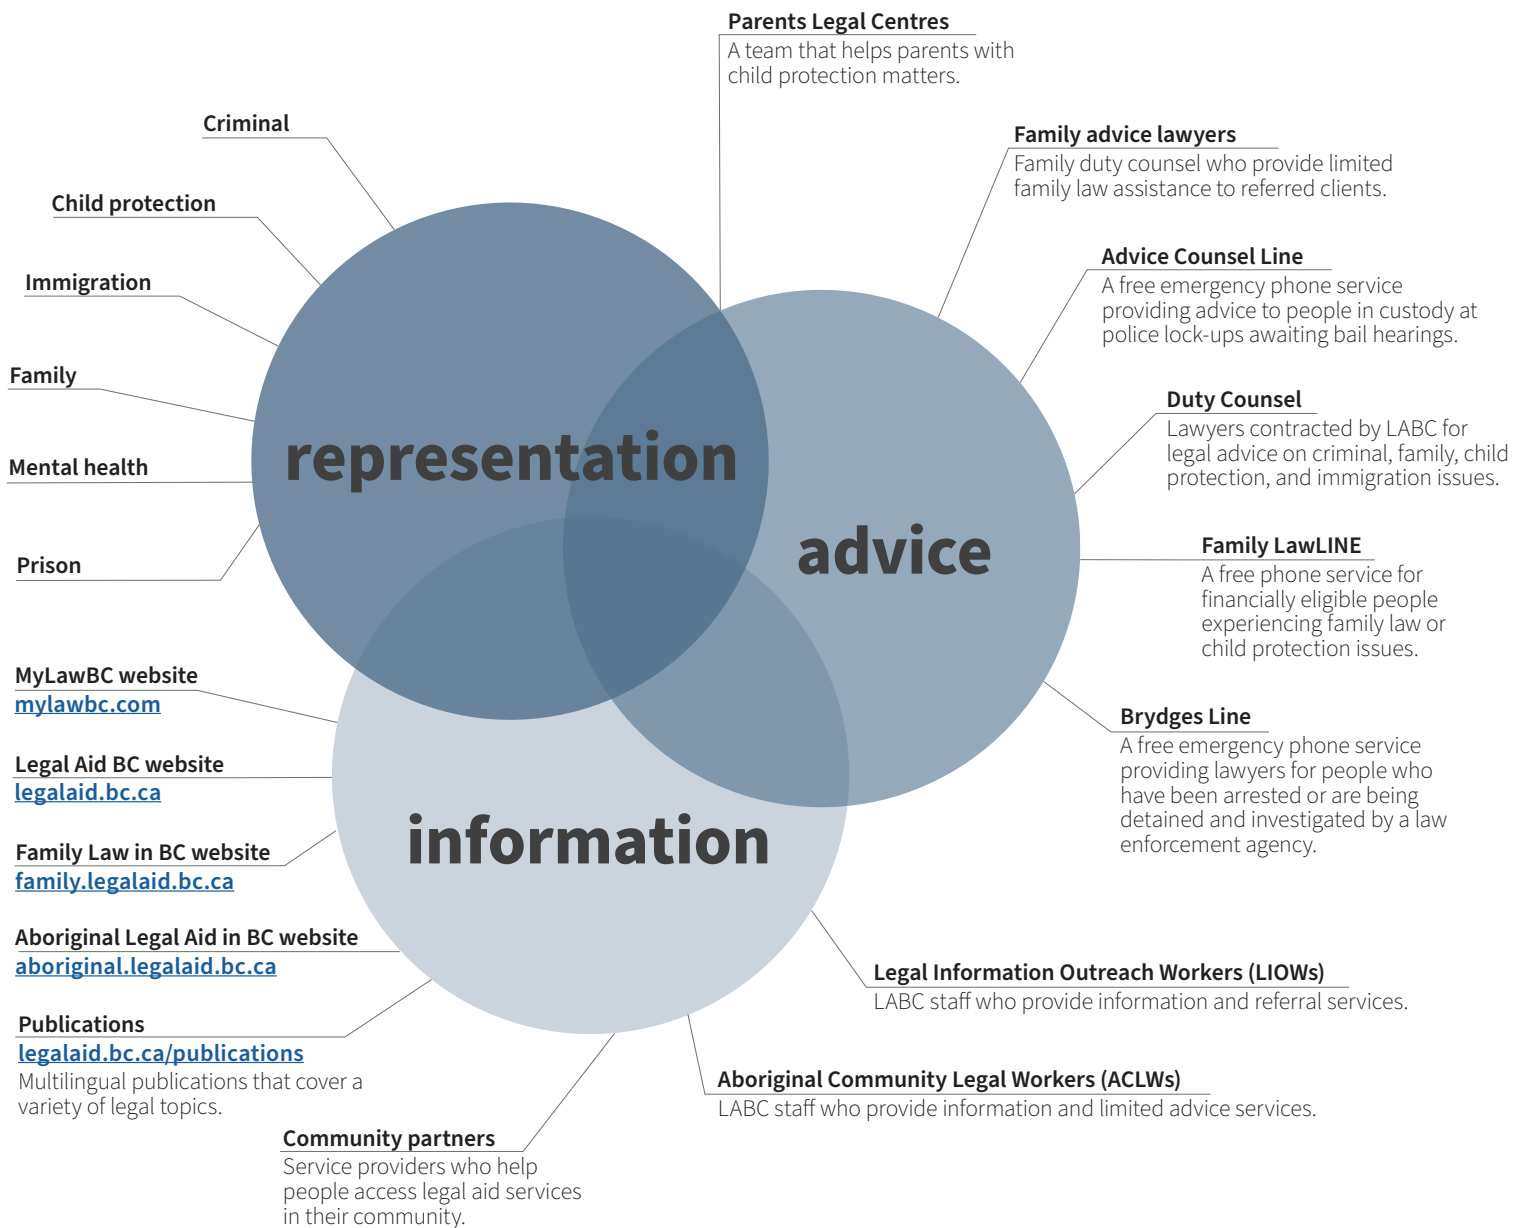 Parents Legal Centres
A team that helps parents with
child protection matters.
Criminal
Child protection
Immigration
Family
Mental health
Prison
Family advice lawyers
Family duty counsel who provide limited
family law assistance to referred clients.
Advice Counsel Line
A free emergency phone service
providing advice to people in custody at
police lock-ups awaiting bail hearings.
Duty Counsel
Lawyers contracted by LABC for
legal advice on criminal, family, child
protection, and immigration issues.
Family LawLINE
A free phone service for
financially eligible people
experiencing family law or
child protection issues.
Brydges Line
A free emergency phone service
providing lawyers for people who
have been arrested or are being
detained and investigated by a law
enforcement agency.
representation
advice
information
MyLawBC website
mylawbc.com
Legal Aid BC website
legalaid.bc.ca
Family Law in BC website
family.legalaid.bc.ca
Aboriginal Legal Aid in BC website
aboriginal.legalaid.bc.ca
Publications
legalaid.bc.ca/publications
Multilingual publications that cover a
variety of legal topics.
Community partners
Service providers who help
people access legal aid services
in their community.
Legal Information Outreach Workers (LIOWs)
LABC staff who provide information and referral services.
Aboriginal Community Legal Workers (ACLWs)
LABC staff who provide information and limited advice services.